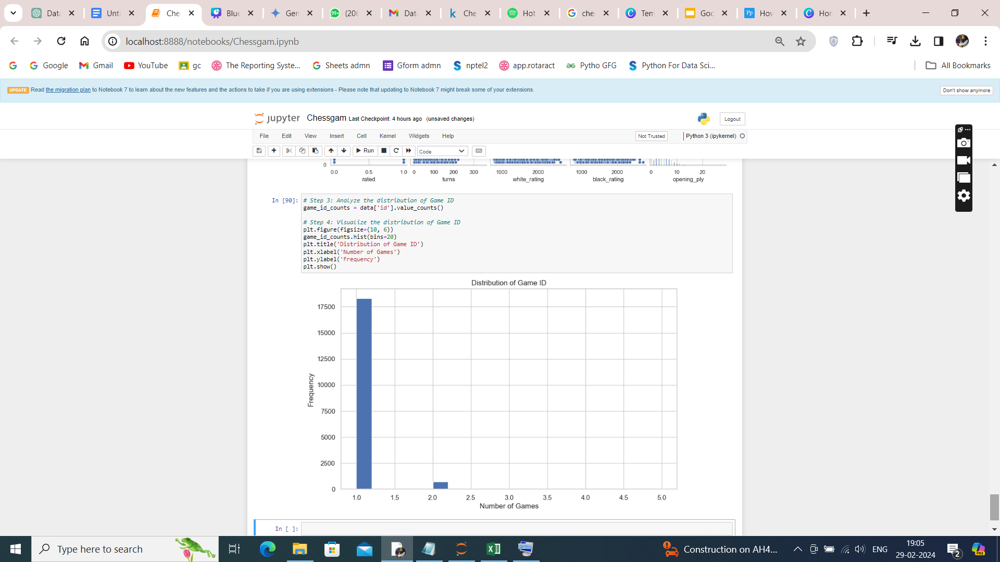 Data
Unti
Che
Blue
Gen
99+
(206
Dat
k
Che
Hot
che
Tem
Goo
Pp
How
Hor
localhost:8888/notebooks/Chessgam.ipynb
Google
Gmail
YouTube
gc
The Reporting Syste...
Sheets admn
Gform admn
nptel2
app.rotaract
Pytho GFG
Python For Data Sci...
All Bookmarks
UPDATE Read the migration plan to Notebook 7 to learn about the new features and the actions to take if you are using extensions - Please note that updating to Notebook 7 might break some of your extensions.
Don't show anymore
jupyter Chessgam Last Checkpoint: 4 hours ago (unsaved changes)
Logout
File Edit View Insert Cell Kernel Widgets Help
Not Trusted
Python 3 (ipykernel)
Run
Code
0
0.0 0.5 1.0 0 100 200 300 1000 2000 1000 2000 0 10 20
rated turns white_rating black_rating opening_ply
In [90]:
# Step 3: Analyze the distribution of Game ID
game_id_counts = data['id'].value_counts()
# Step 4: Visualize the distribution of Game ID
plt.figure(figsize=(10, 6))
game_id_counts.hist(bins=20)
plt.title('Distribution of Game ID')
plt.xlabel('Number of Games')
plt.ylabel('Frequency')
plt.show()
Distribution of Game ID
17500
15000
12500
10000
7500
5000
2500
0
Frequency
1.0 1.5 2.0 2.5 3.0 3.5 4.0 4.5 5.0
Number of Games
In [ ]:
Type here to search
Construction on AH4...
ENG
19:05
29-02-2024
2
PRE